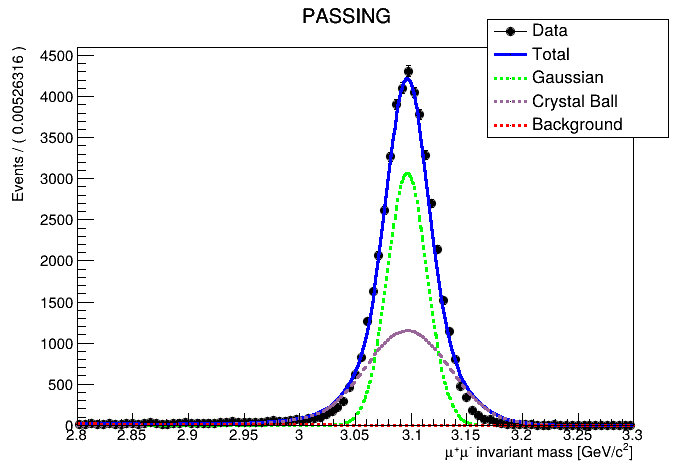 PASSING
Data
Total
Gaussian
Crystal Ball
Background
Events / ( 0.00526316 )
4500
4000
3500
3000
2500
2000
1500
1000
500
0
2.8 2.85 2.9 2.95 3 3.05 3.1 3.15 3.2 3.25 3.3
μ⁺μ⁻ invariant mass [GeV/c²]